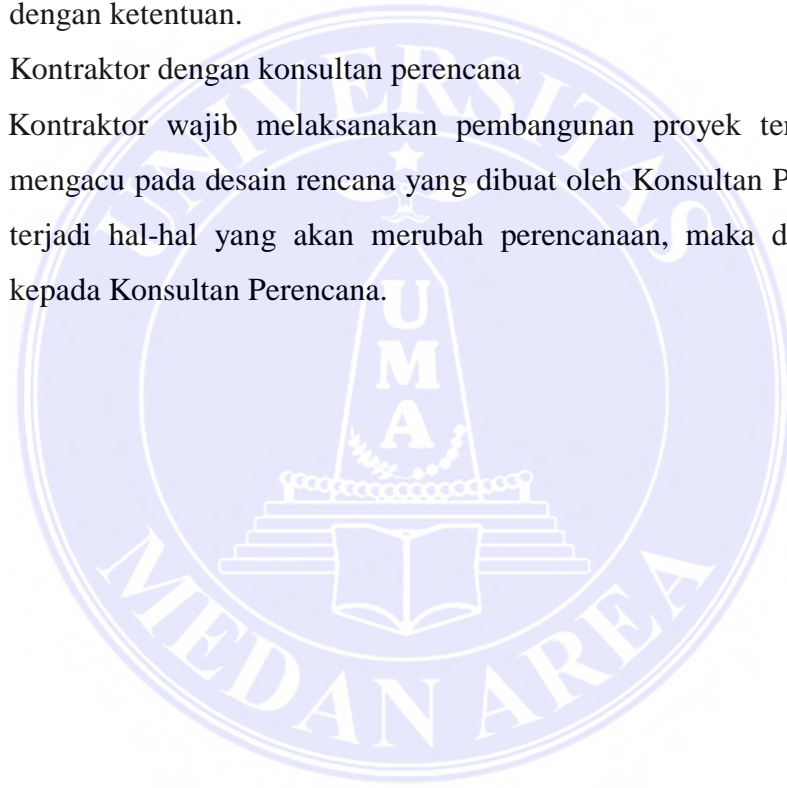 dengan ketentuan.
Kontraktor dengan konsultan perencana
Kontraktor wajib melaksanakan pembangunan proyek
mengacu pada desain rencana yang dibuat oleh Konsultan
terjadi hal-hal yang akan merubah perencanaan, maka
kepada Konsultan Perencana.
UNIVERSITAS
UMA
MEDAN AREA